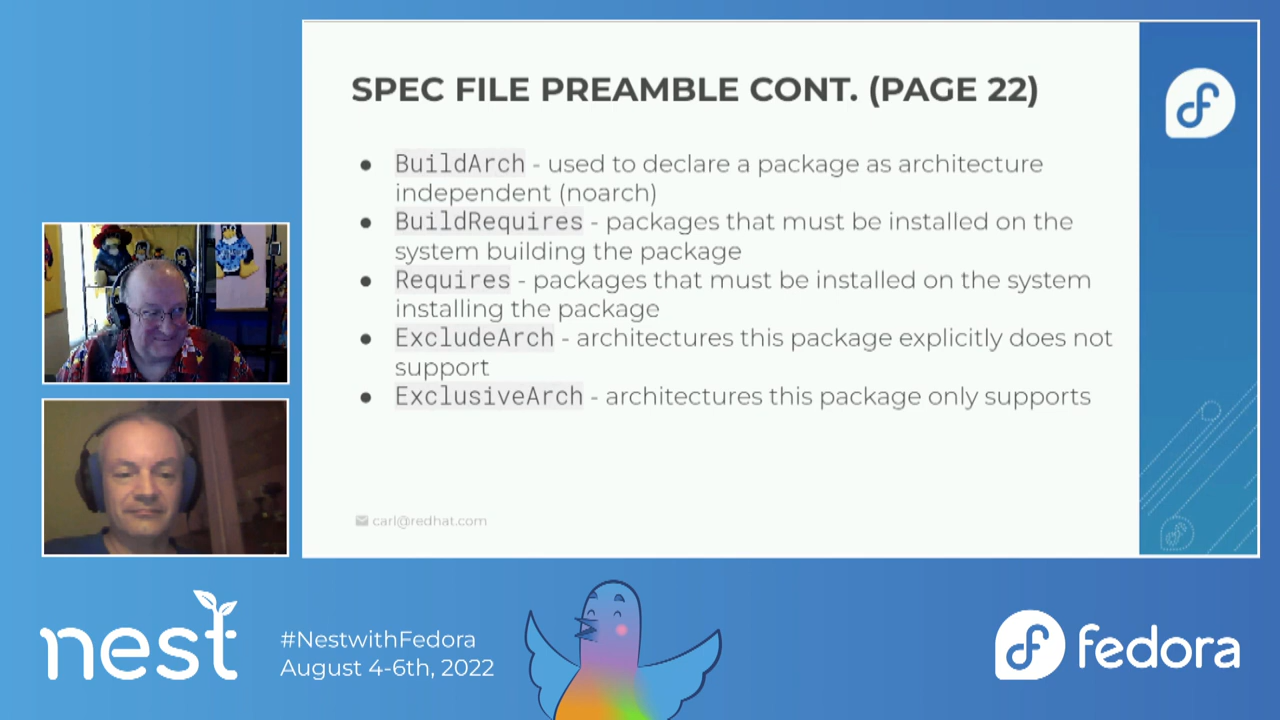 SPEC FILE PREAMBLE CONT. (PAGE 22)
● BuildArch - used to declare a package as architecture
independent (noarch)
● BuildRequires - packages that must be installed on the
system building the package
● Requires - packages that must be installed on the system
installing the package
● ExcludeArch - architectures this package explicitly does not
support
● ExclusiveArch - architectures this package only supports
carl@redhat.com
nest
#NestwithFedora
August 4-6th, 2022
fedora